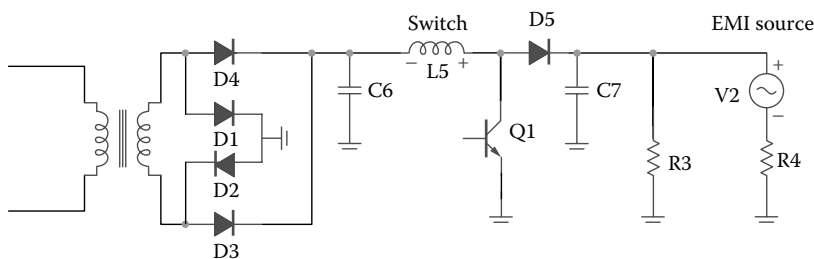 Switch
D5
EMI source
D4
− L5 +
C6
C7
+
V2
−
D1
D2
D3
Q1
R3
R4